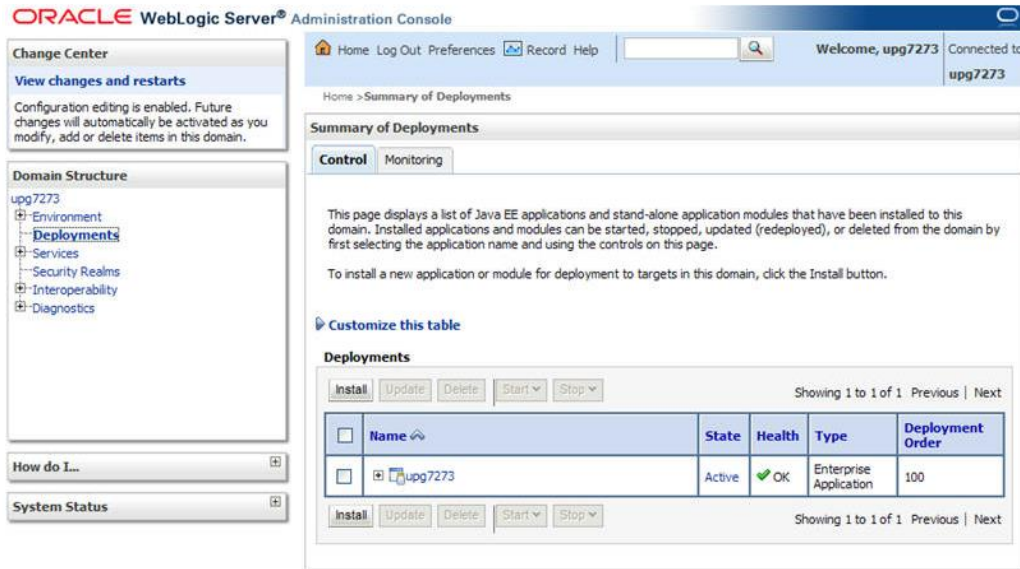 ORACLE WebLogic Server® Administration Console
Change Center
View changes and restarts
Configuration editing is enabled. Future
changes will automatically be activated as you
modify, add or delete items in this domain.
Domain Structure
upg7273
Environment
Deployments
Services
Security Realms
Interoperability
Diagnostics
How do I...
System Status
Home Log Out Preferences Record Help
Welcome, upg7273
Connected to
upg7273
Home >Summary of Deployments
Summary of Deployments
Control Monitoring
This page displays a list of Java EE applications and stand-alone application modules that have been installed to this
domain. Installed applications and modules can be started, stopped, updated (redeployed), or deleted from the domain by
first selecting the application name and using the controls on this page.
To install a new application or module for deployment to targets in this domain, click the Install button.
Customize this table
Deployments
Install Update Delete Start Stop Showing 1 to 1 of 1 Previous | Next
Name State Health Type Deployment
Order
upg7273 Active OK Enterprise
Application 100
Install Update Delete Start Stop Showing 1 to 1 of 1 Previous | Next